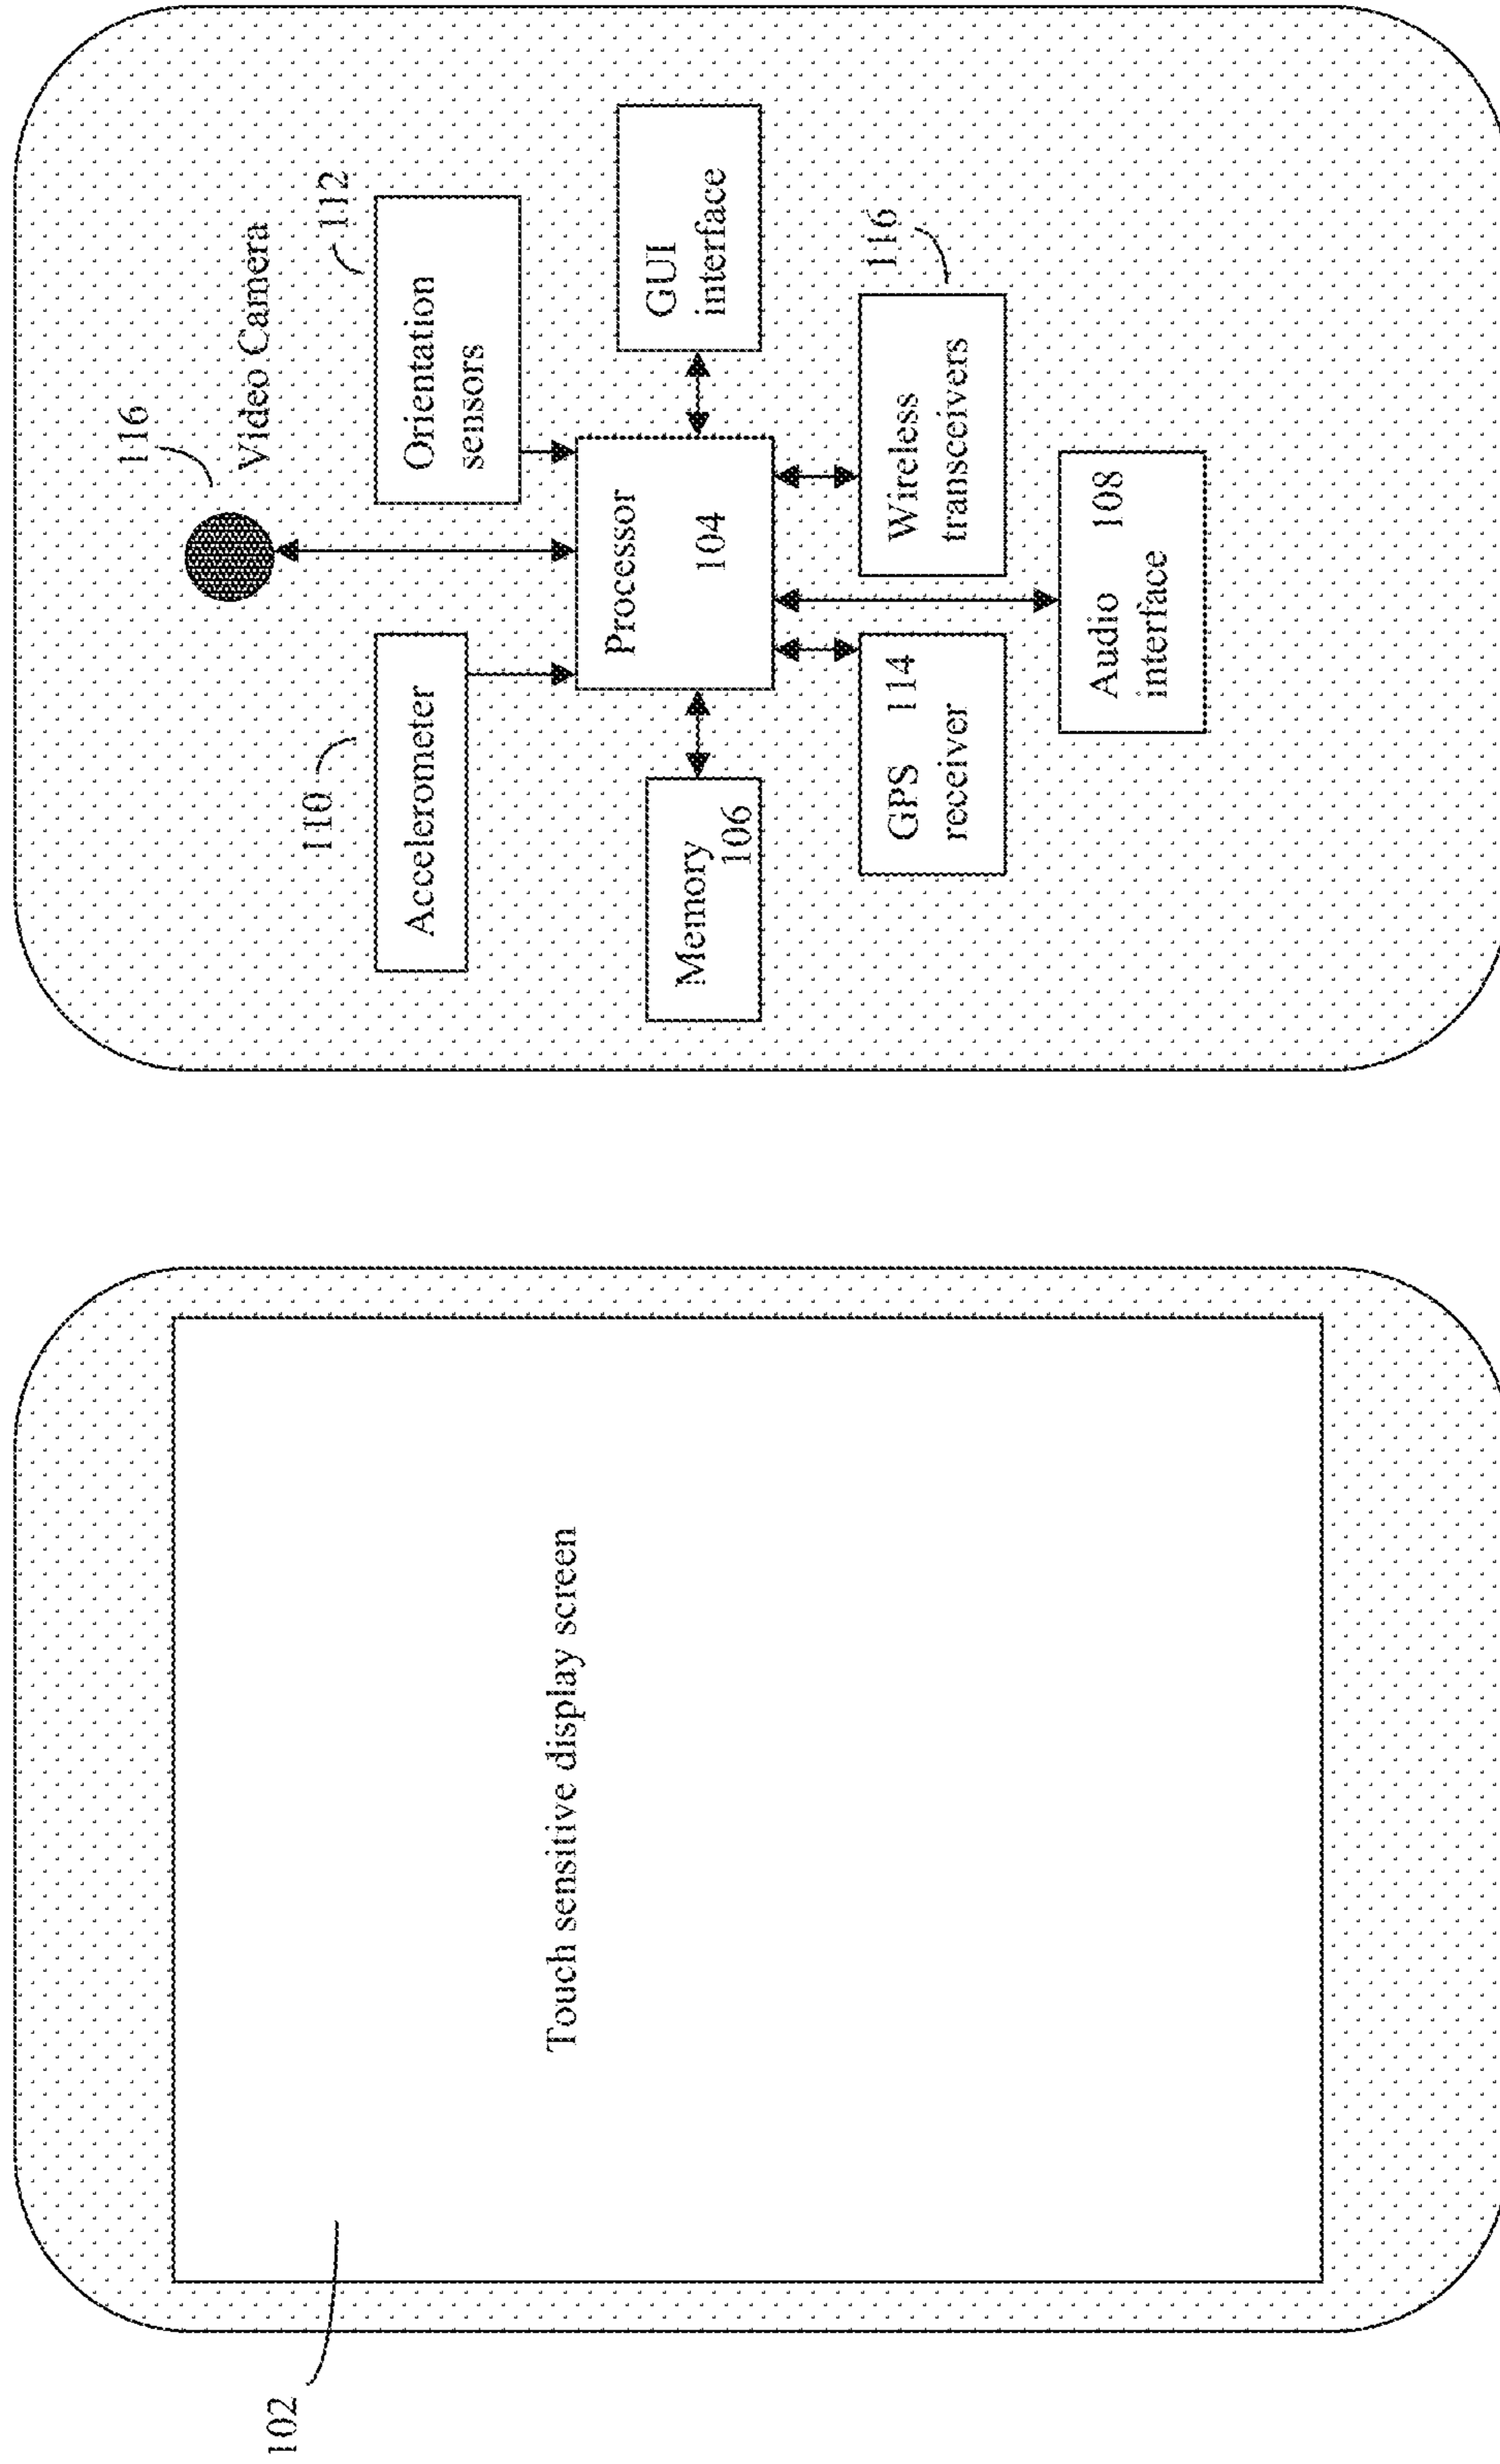 102
Touch sensitive display screen
116
Video Camera
110
112
Accelerometer
Orientation
sensors
Processor
104
Memory
106
GUI
interface
116
GPS 114
receiver
Wireless
transceivers
Audio 108
interface